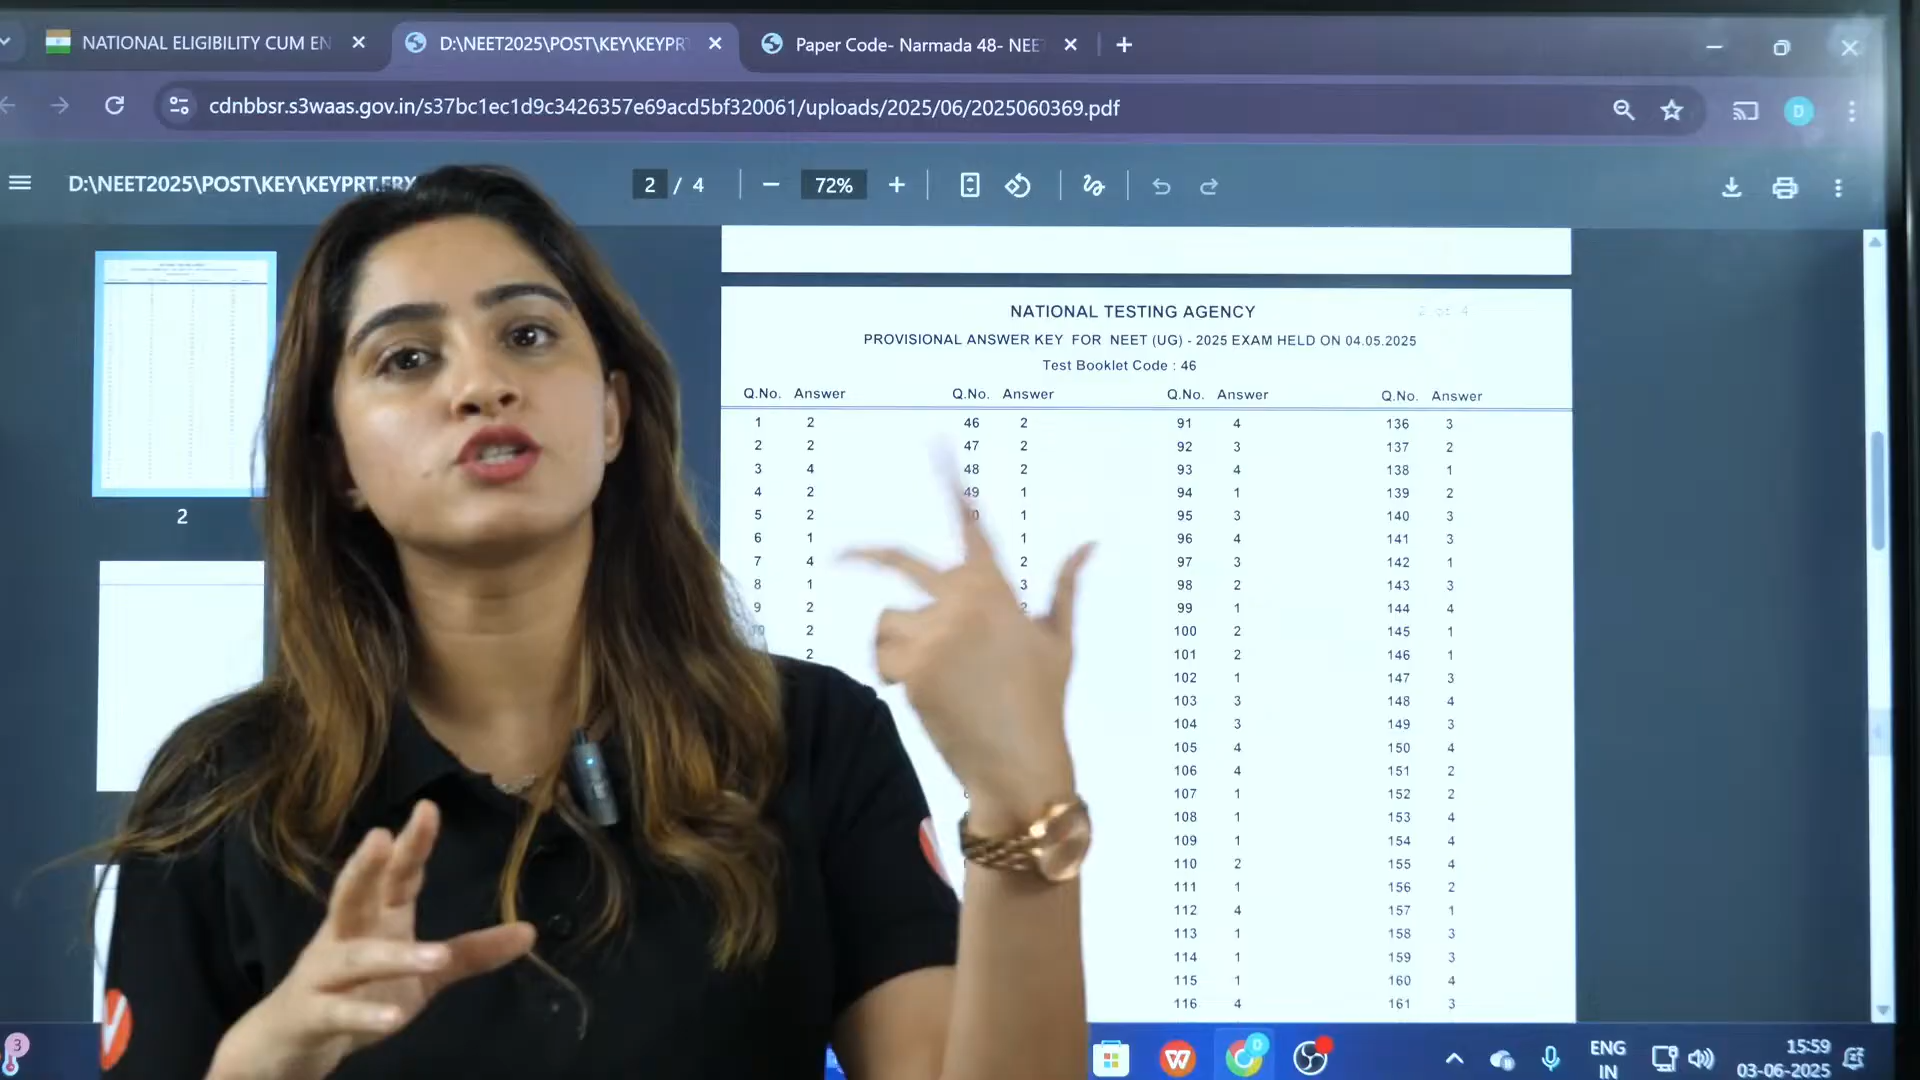 NATIONAL ELIGIBILITY CUM EN
D:\NEET2025\POST\KEY\KEYPR
Paper Code- Narmada 48- NEE
cdnbbsr.s3waas.gov.in/s37bc1ec1d9c3426357e69acd5bf320061/uploads/2025/06/2025060369.pdf
D
D:\NEET2025\POST\KEY\KEYPRT.FRX
2 / 4
72%
2
NATIONAL TESTING AGENCY
PROVISIONAL ANSWER KEY FOR NEET (UG) - 2025 EXAM HELD ON 04.05.2025
Test Booklet Code : 46
Q.No. Answer Q.No. Answer Q.No. Answer Q.No. Answer
1 2 46 2 91 4 136 3
2 2 47 2 92 3 137 2
3 4 48 2 93 4 138 1
4 2 49 1 94 1 139 2
5 2 1 95 3 140 3
6 1 1 96 4 141 3
7 4 2 97 3 142 1
8 1 3 98 2 143 3
9 2 2 99 1 144 4
10 2 100 2 145 1
2 101 2 146 1
102 1 147 3
103 3 148 4
104 3 149 3
105 4 150 4
106 4 151 2
107 1 152 2
108 1 153 4
109 1 154 4
110 2 155 4
111 1 156 2
112 4 157 1
113 1 158 3
114 1 159 3
115 1 160 4
116 4 161 3
3
W
D
ENG
IN
15:59
03-06-2025